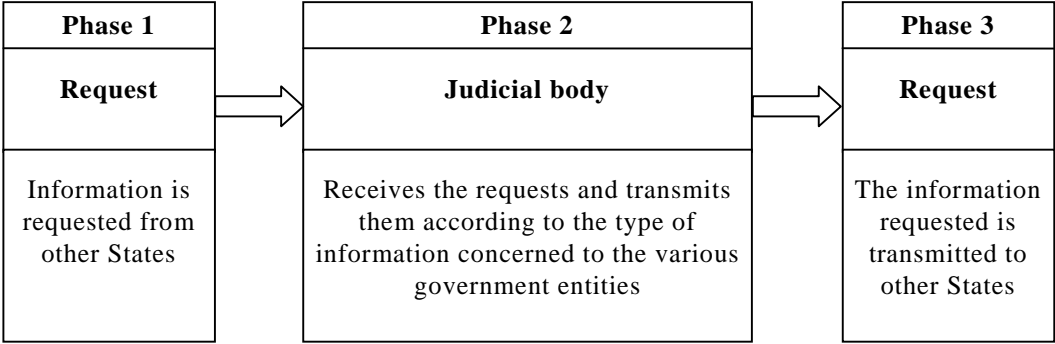 Phase 1
Request
Information is
requested from
other States
Phase 2
Judicial body
Receives the requests and transmits
them according to the type of
information concerned to the various
government entities
Phase 3
Request
The information
requested is
transmitted to
other States